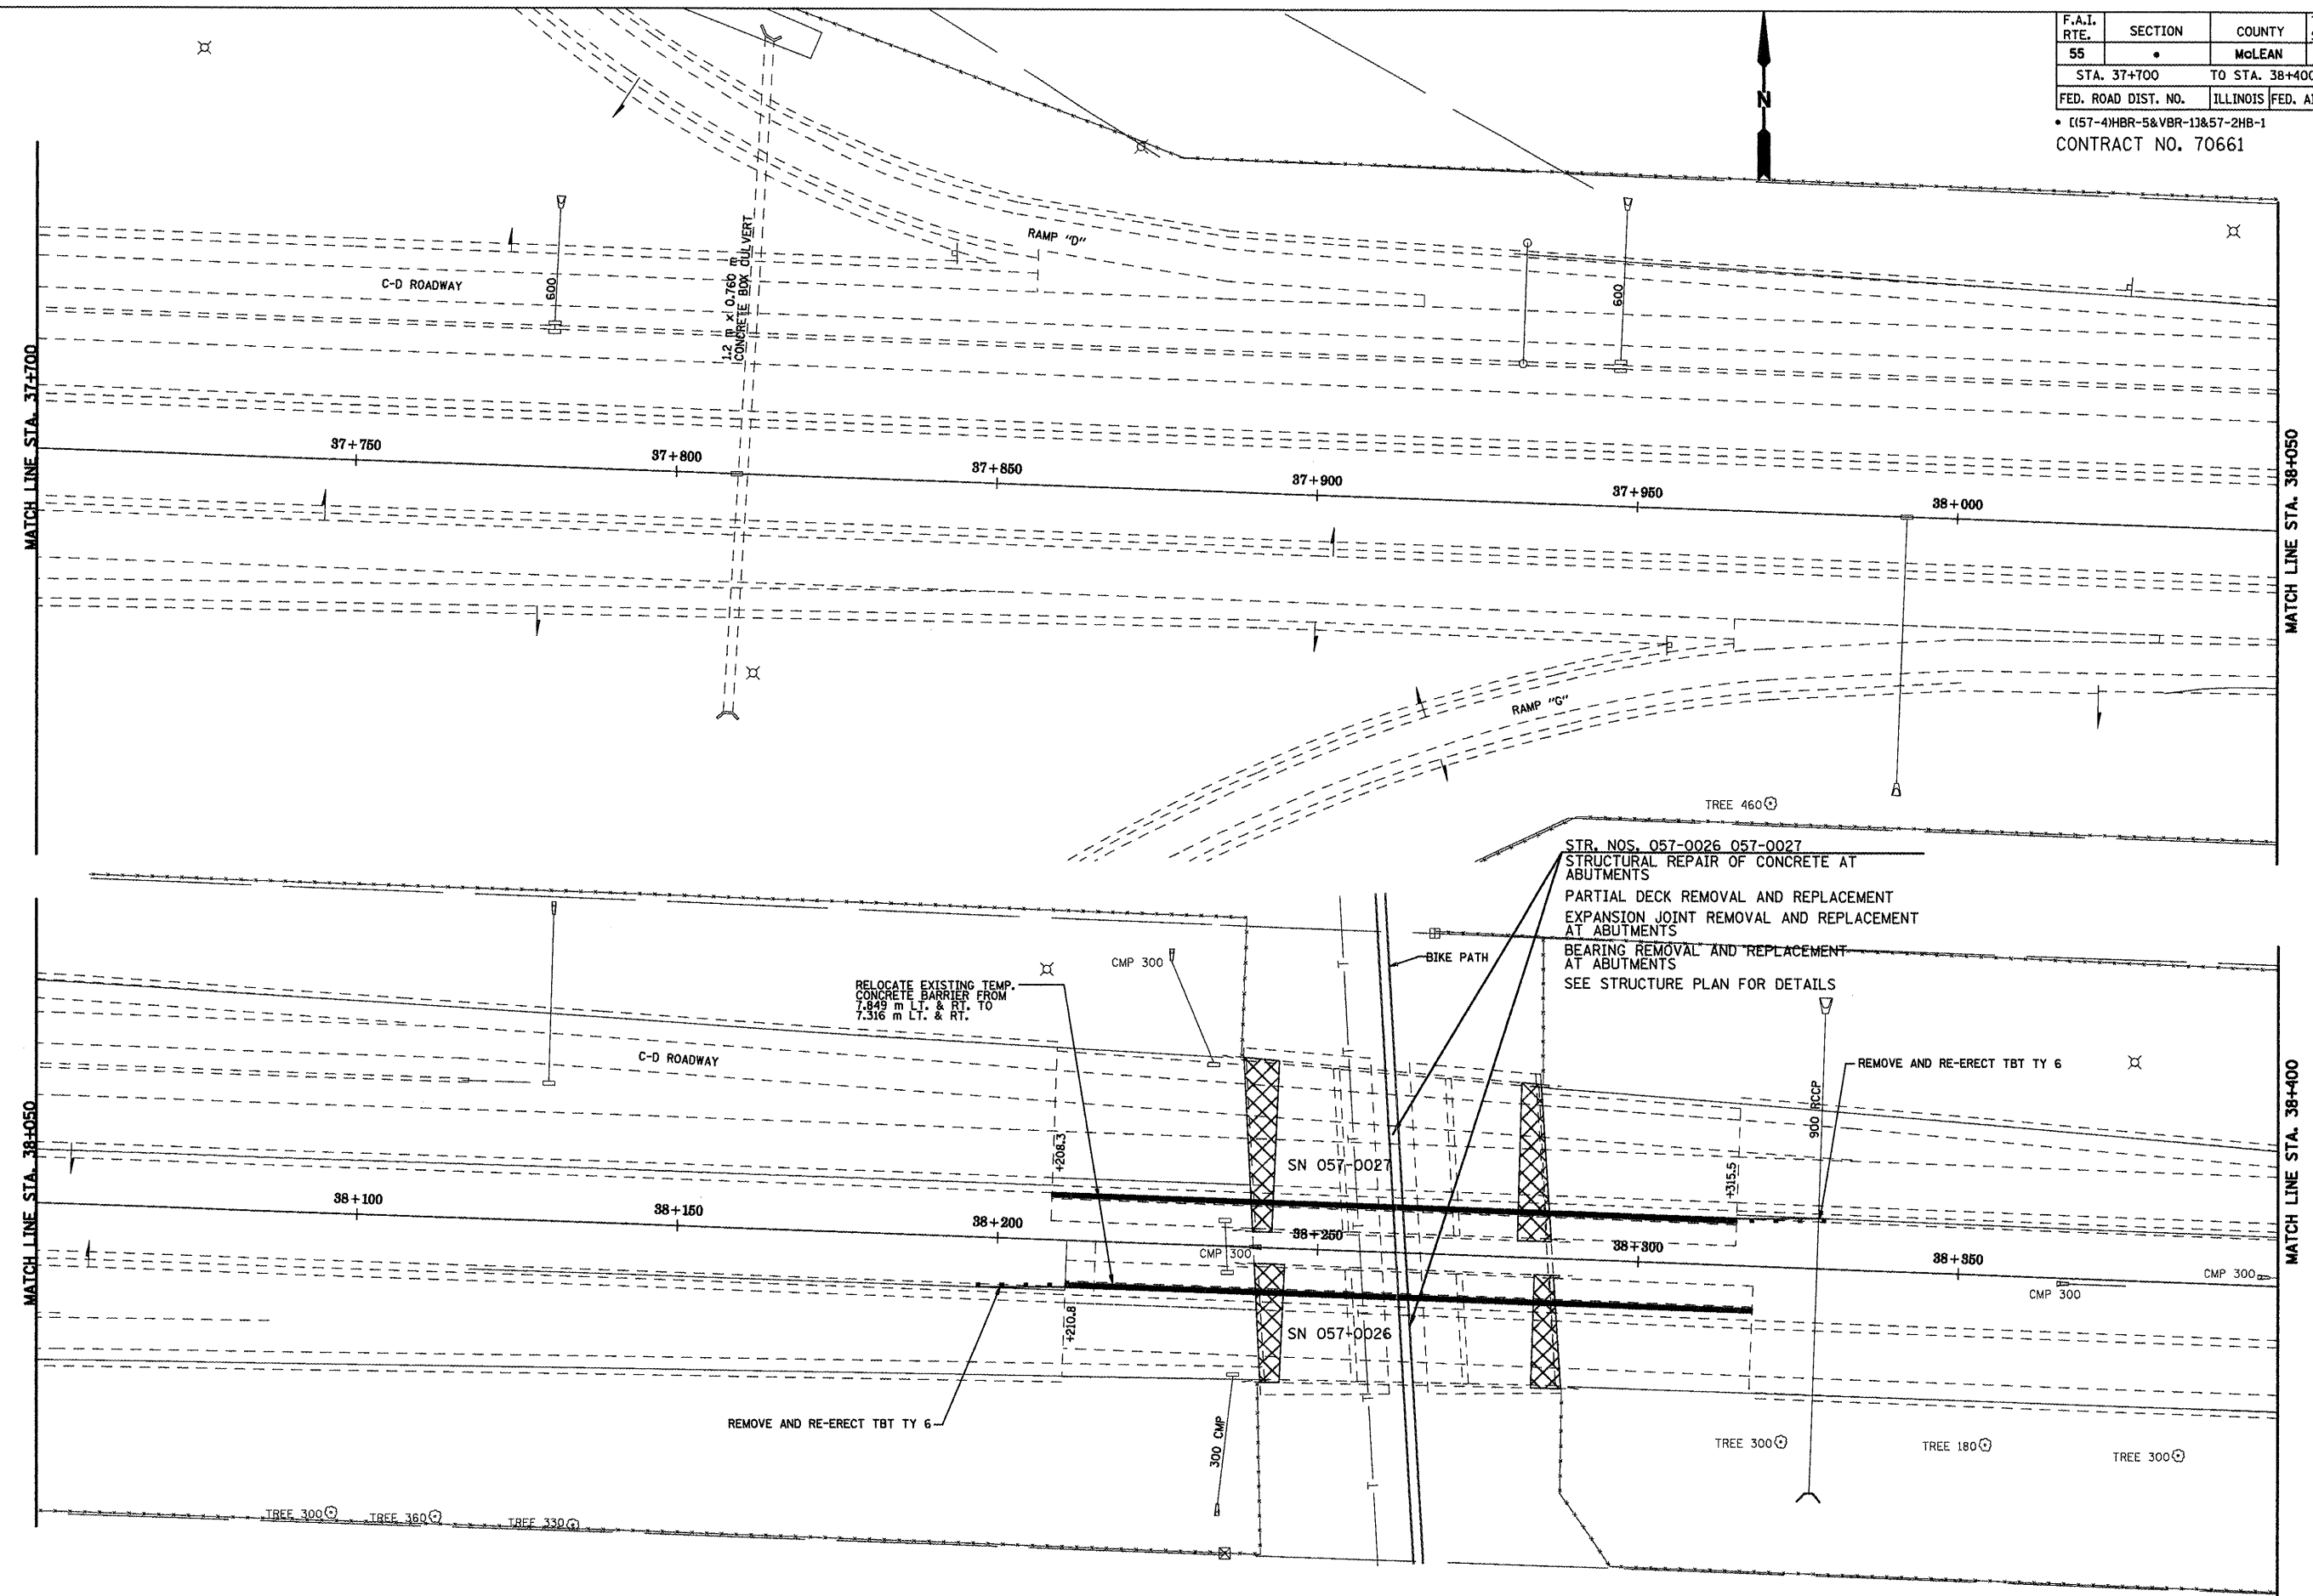 F.A.I. RTE. SECTION COUNTY
55 • McLEAN
STA. 37+700 TO STA. 38+400
FED. ROAD DIST. NO. ILLINOIS FED. AI
• [(57-4)HBR-5&VBR-1]&57-2HB-1
CONTRACT NO. 70661
N
MATCH LINE STA. 37+700
C-D ROADWAY
600
1.2 m x 0.760 m
CONCRETE BOX CULVERT
RAMP "D"
600
37+750
37+800
37+850
37+900
37+950
38+000
MATCH LINE STA. 38+050
RAMP "G"
TREE 460
STR. NOS. 057-0026 057-0027
STRUCTURAL REPAIR OF CONCRETE AT
ABUTMENTS
PARTIAL DECK REMOVAL AND REPLACEMENT
EXPANSION JOINT REMOVAL AND REPLACEMENT
AT ABUTMENTS
BEARING REMOVAL AND REPLACEMENT
AT ABUTMENTS
SEE STRUCTURE PLAN FOR DETAILS
BIKE PATH
CMP 300
RELOCATE EXISTING TEMP.
CONCRETE BARRIER FROM
7.849 m LT. & RT. TO
7.316 m LT. & RT.
C-D ROADWAY
REMOVE AND RE-ERECT TBT TY 6
900 RCCP
MATCH LINE STA. 38+050
+208.3
SN 057-0027
+315.5
38+100
38+150
38+200
38+250
38+300
38+350
CMP 300
CMP 300
CMP 300
MATCH LINE STA. 38+400
+210.8
SN 057-0026
REMOVE AND RE-ERECT TBT TY 6
300 CMP
TREE 300
TREE 180
TREE 300
TREE 300
TREE 360
TREE 330
T
T
T
T